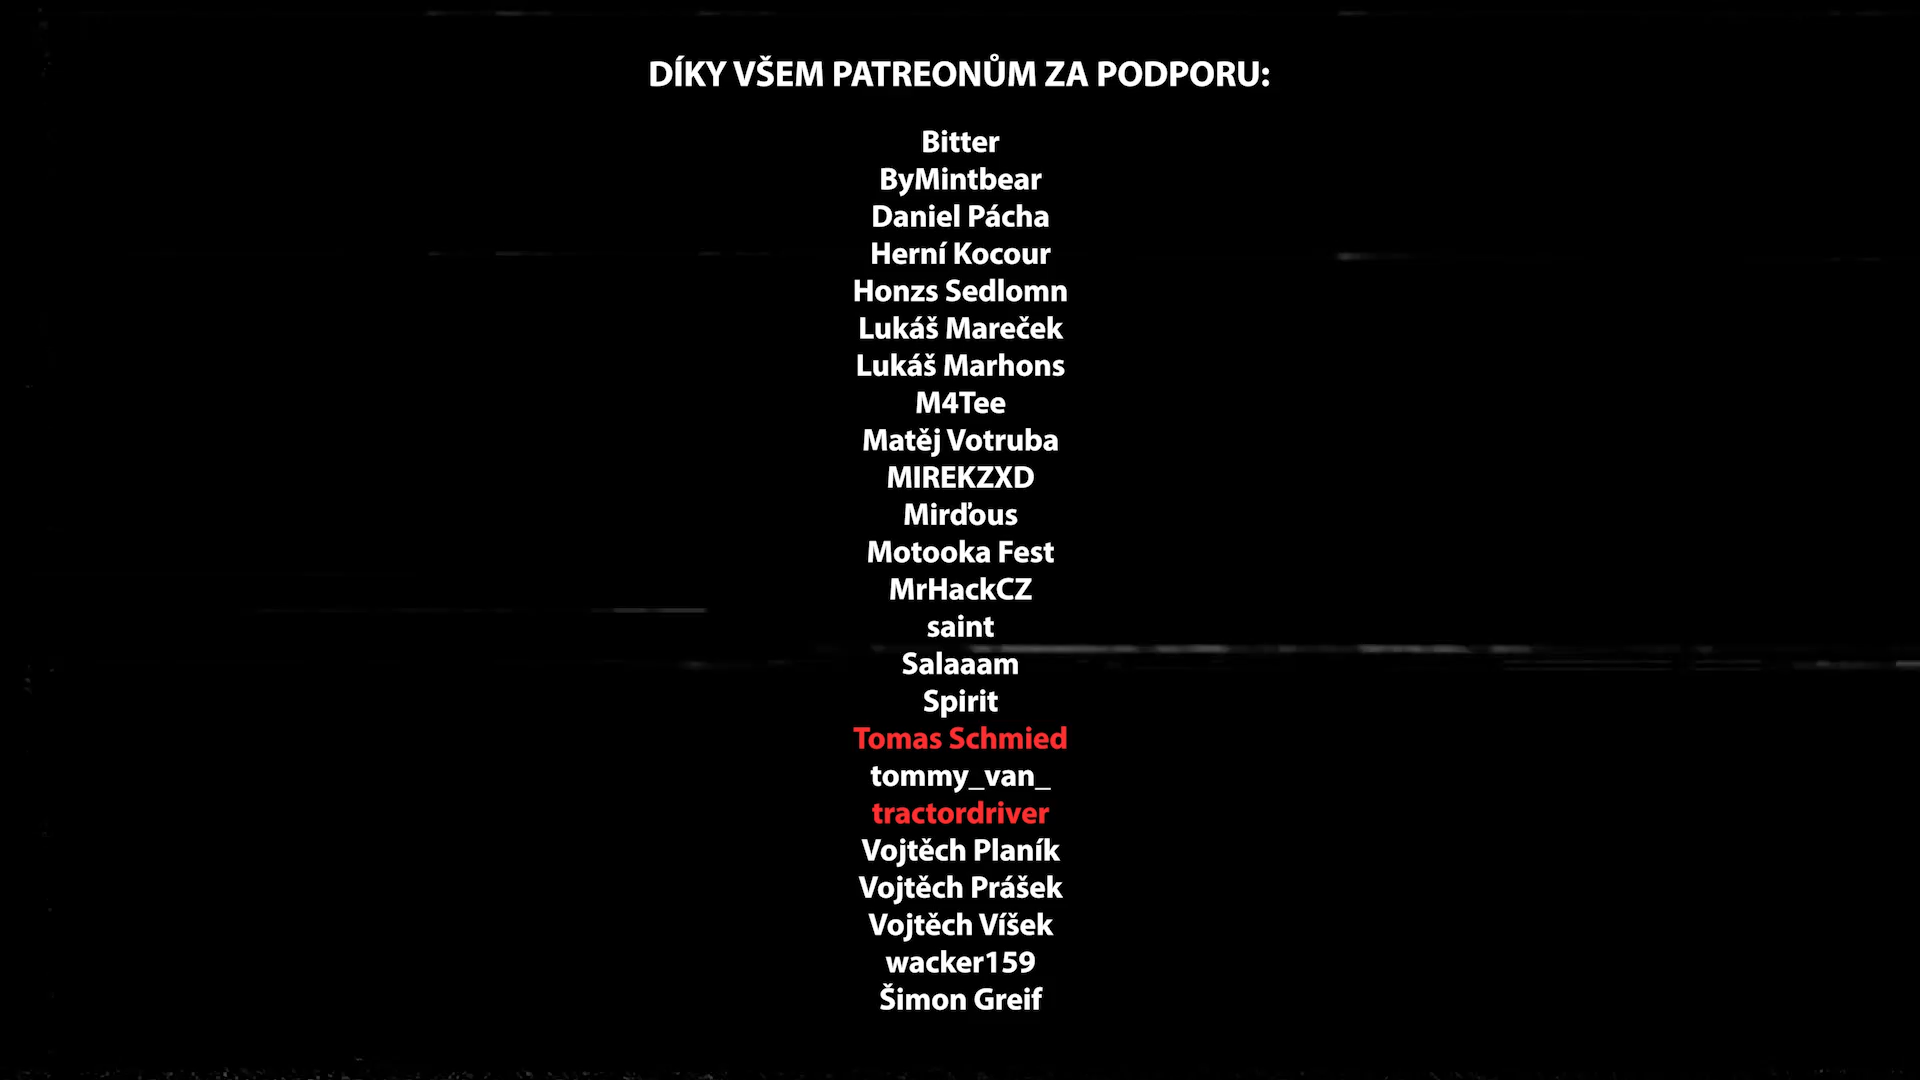 DÍKY VŠEM PATREONŮM ZA PODPORU:
Bitter
ByMintbear
Daniel Pácha
Herní Kocour
Honzs Sedlomn
Lukáš Mareček
Lukáš Marhons
M4Tee
Matěj Votruba
MIREKZXD
Mirďous
Motooka Fest
MrHackCZ
saint
Salaaam
Spirit
Tomas Schmied
tommy_van_
tractordriver
Vojtěch Planík
Vojtěch Prášek
Vojtěch Víšek
wacker159
Šimon Greif